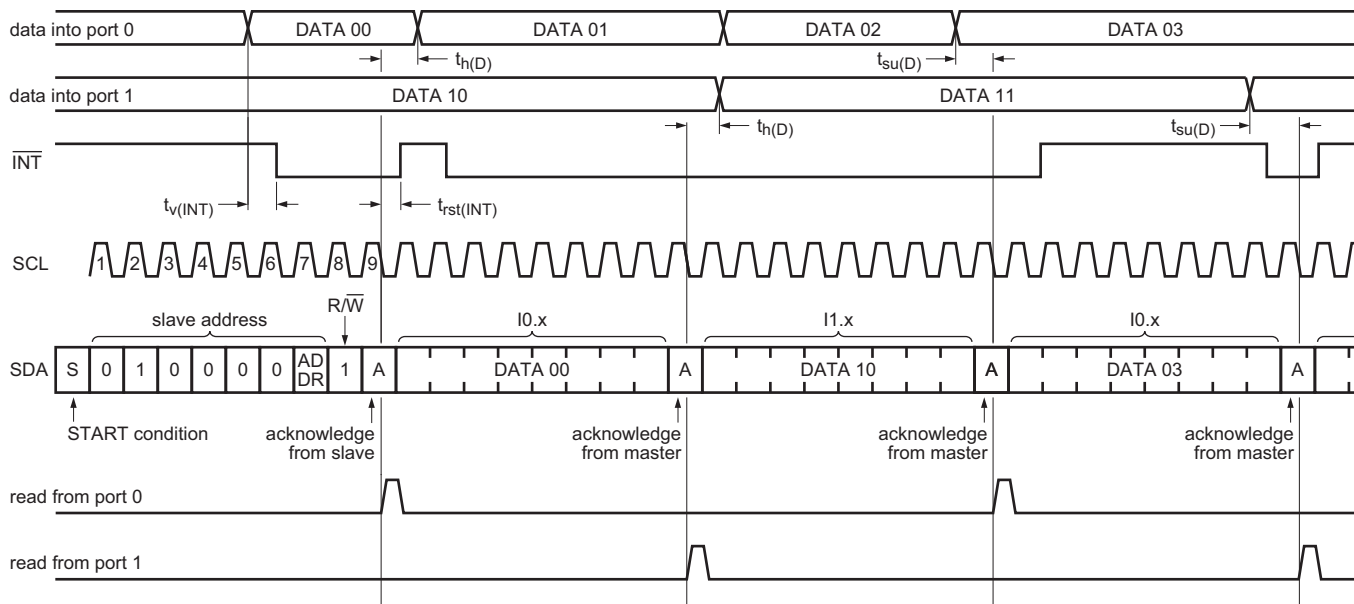 data into port 0
DATA 00
DATA 01
DATA 02
DATA 03
th(D)
tsu(D)
data into port 1
DATA 10
DATA 11
th(D)
tsu(D)
INT
tv(INT)
trst(INT)
SCL
1 2 3 4 5 6 7 8 9
R/W
slave address
I0.x
I1.x
I0.x
SDA
S 0 1 0 0 0 0 AD DR 1 A DATA 00 A DATA 10 A DATA 03 A
START condition
acknowledge
from slave
acknowledge
from master
acknowledge
from master
acknowledge
from master
read from port 0
read from port 1